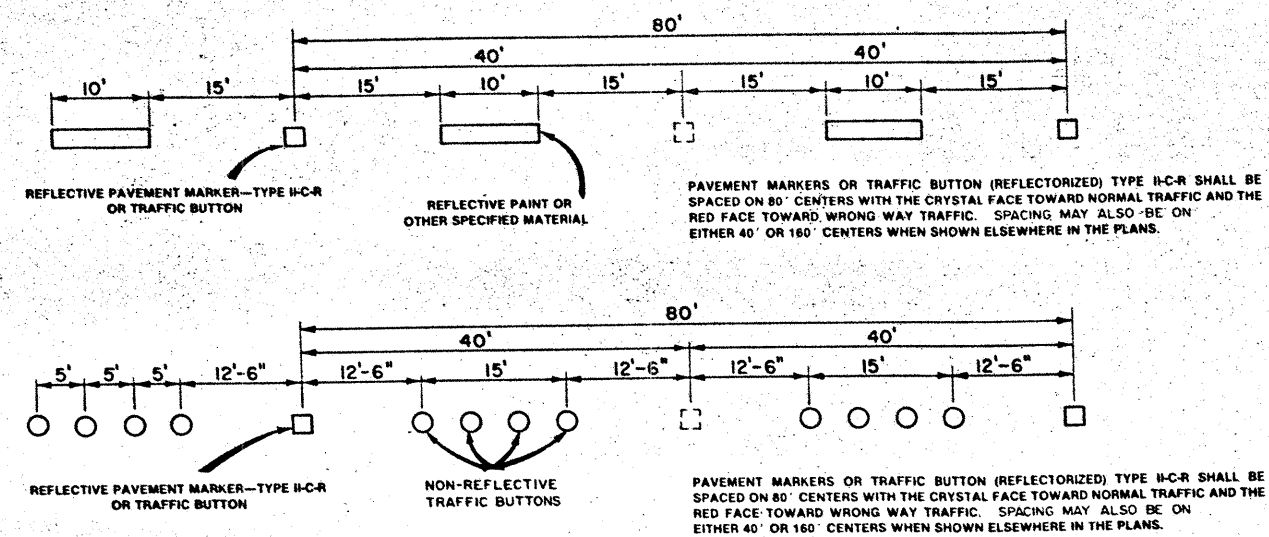 80'
40' 40'
10' 15' 15' 10' 15' 15' 10' 15'
REFLECTIVE PAVEMENT MARKER—TYPE II-C-R
OR TRAFFIC BUTTON
REFLECTIVE PAINT OR
OTHER SPECIFIED MATERIAL
PAVEMENT MARKERS OR TRAFFIC BUTTON (REFLECTORIZED) TYPE II-C-R SHALL BE
SPACED ON 80' CENTERS WITH THE CRYSTAL FACE TOWARD NORMAL TRAFFIC AND THE
RED FACE TOWARD WRONG WAY TRAFFIC. SPACING MAY ALSO BE ON
EITHER 40' OR 160' CENTERS WHEN SHOWN ELSEWHERE IN THE PLANS.
80'
40' 40'
5' 5' 5' 12'-6" 12'-6" 15' 12'-6" 12'-6" 15' 12'-6"
REFLECTIVE PAVEMENT MARKER—TYPE II-C-R
OR TRAFFIC BUTTON
NON-REFLECTIVE
TRAFFIC BUTTONS
PAVEMENT MARKERS OR TRAFFIC BUTTON (REFLECTORIZED) TYPE II-C-R SHALL BE
SPACED ON 80' CENTERS WITH THE CRYSTAL FACE TOWARD NORMAL TRAFFIC AND THE
RED FACE TOWARD WRONG WAY TRAFFIC. SPACING MAY ALSO BE ON
EITHER 40' OR 160' CENTERS WHEN SHOWN ELSEWHERE IN THE PLANS.